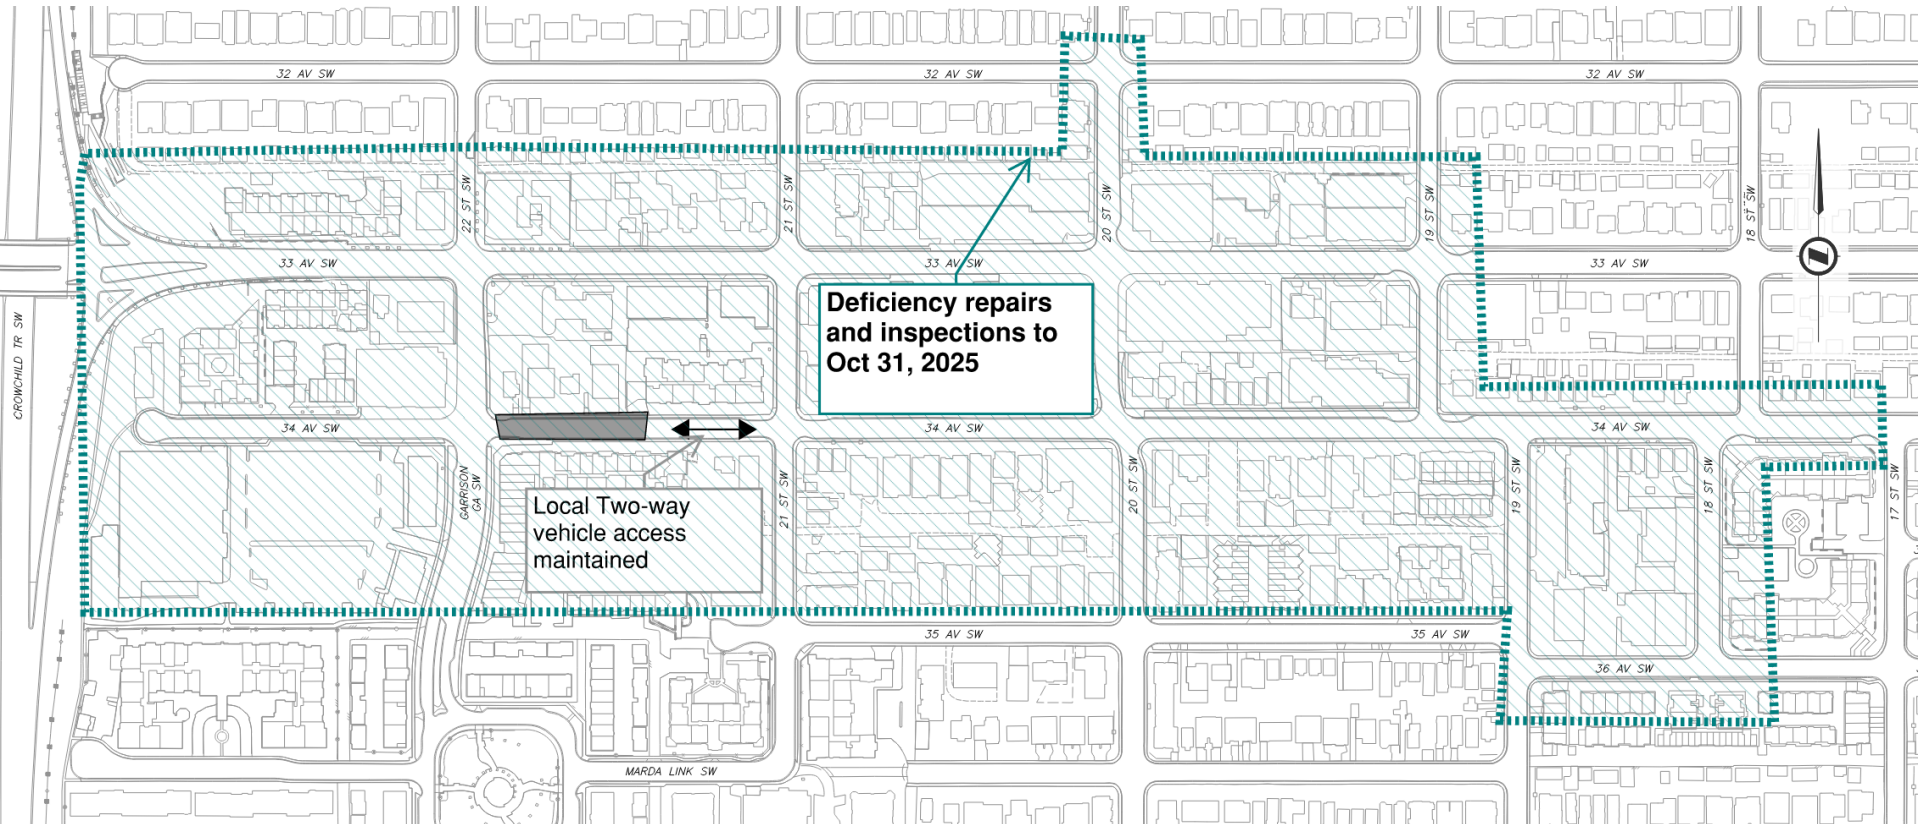 32 AV SW
32 AV SW
32 AV SW
22 ST SW
21 ST SW
20 ST SW
19 ST SW
18 ST SW
33 AV SW
33 AV SW
33 AV SW
N
CROWCHILD TR SW
Deficiency repairs
and inspections to
Oct 31, 2025
34 AV SW
34 AV SW
34 AV SW
GARRISON
GA SW
Local Two-way
vehicle access
maintained
21 ST SW
20 ST SW
19 ST SW
18 ST SW
17 ST SW
35 AV SW
35 AV SW
36 AV SW
MARDA LINK SW